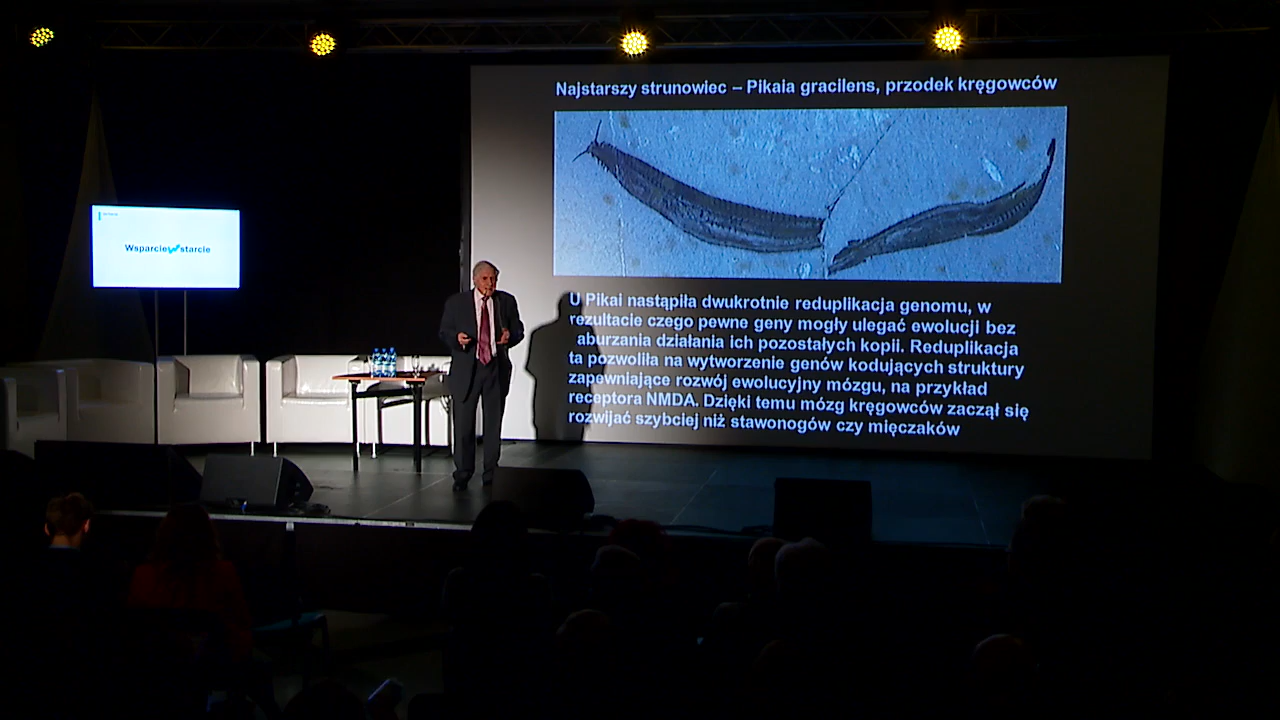 Najstarszy strunowiec – Pikaia gracilens, przodek kręgowców
Wsparcie starcie
U Pikai nastąpiła dwukrotnie reduplikacja genomu, w
rezultacie czego pewne geny mogły ulegać ewolucji bez
aburzania działania ich pozostałych kopii. Reduplikacja
ta pozwoliła na wytworzenie genów kodujących struktury
zapewniające rozwój ewolucyjny mózgu, na przykład
receptora NMDA. Dzięki temu mózg kręgowców zaczął się
rozwijać szybciej niż stawonogów czy mięczaków